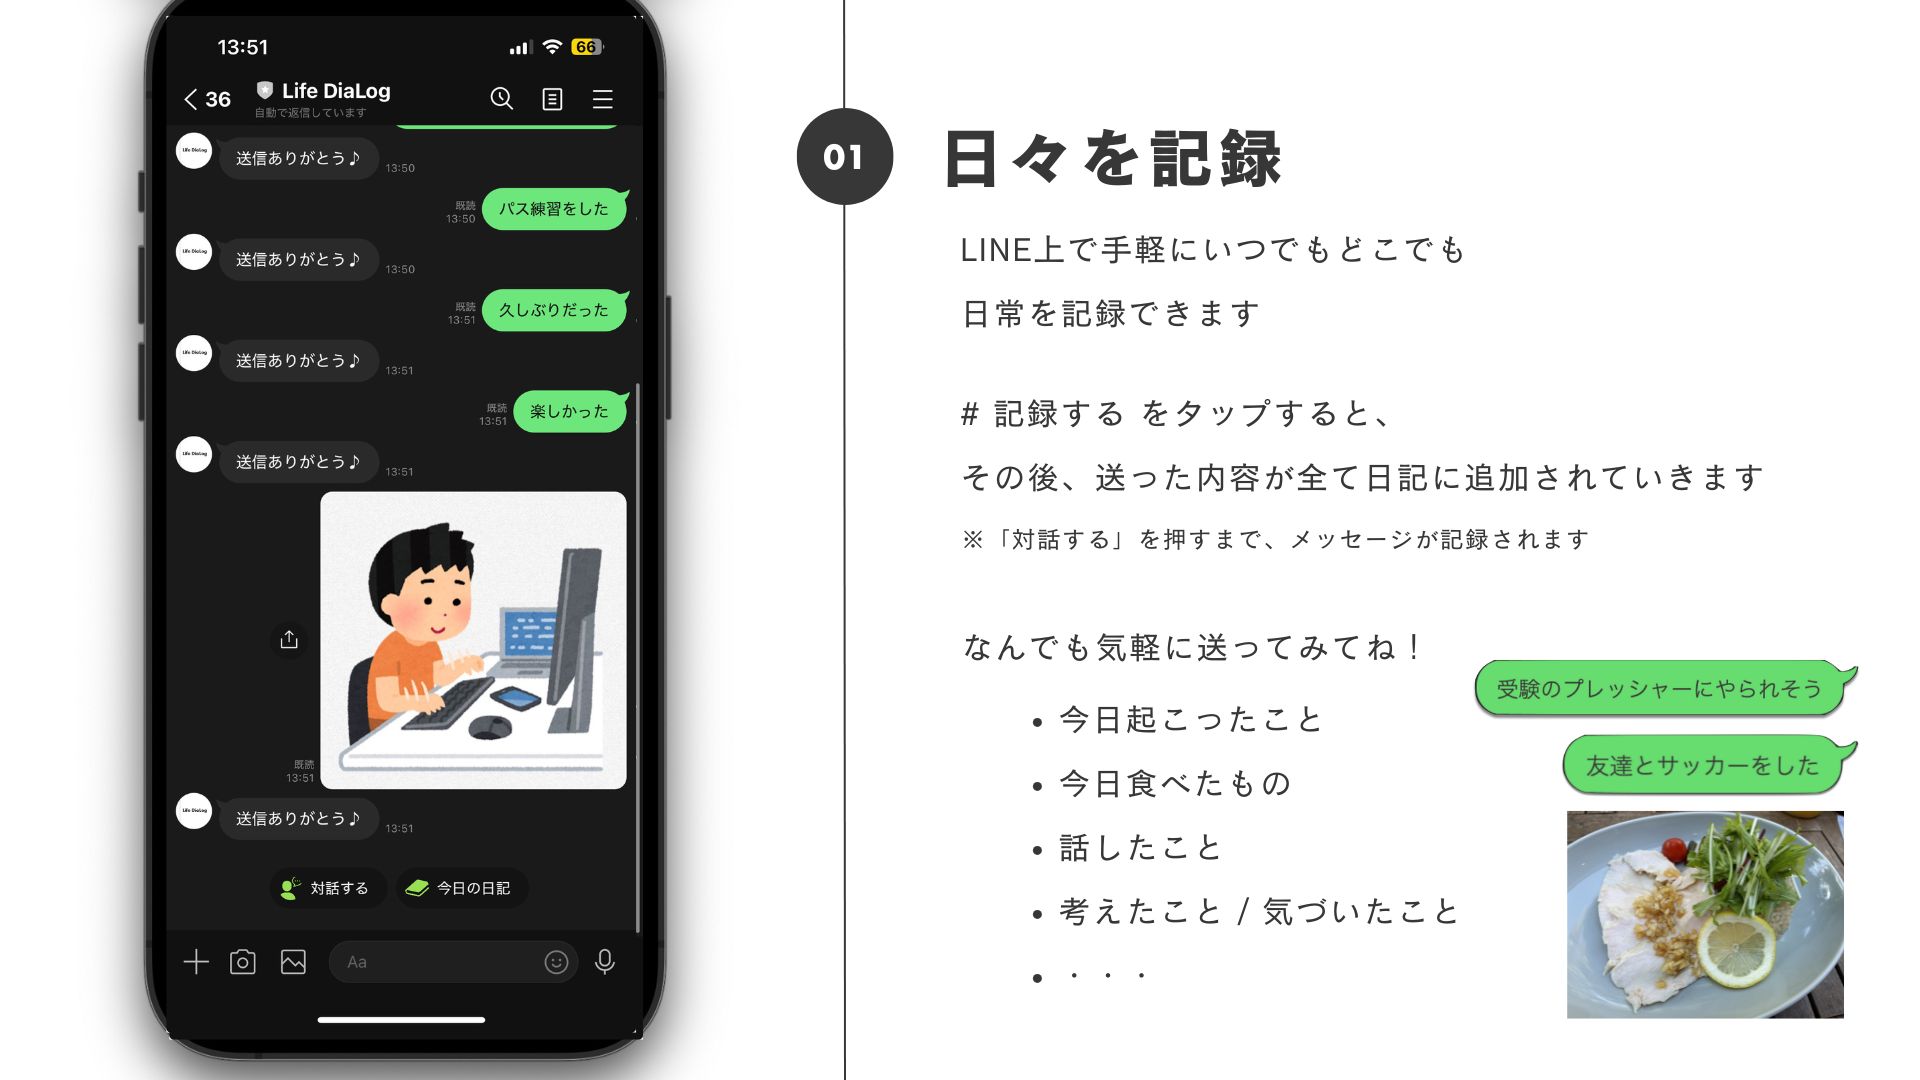 13:51
66
36
Life DiaLog
自動で返信しています
Life DiaLog
送信ありがとう♪
13:50
既読
13:50
パス練習をした
Life DiaLog
送信ありがとう♪
13:50
既読
13:51
久しぶりだった
Life DiaLog
送信ありがとう♪
13:51
既読
13:51
楽しかった
Life DiaLog
送信ありがとう♪
13:51
既読
13:51
Life DiaLog
送信ありがとう♪
13:51
対話する
今日の日記
Aa
01
日々を記録
LINE上で手軽にいつでもどこでも
日常を記録できます
# 記録する をタップすると、
その後、送った内容が全て日記に追加されていきます
※「対話する」を押すまで、メッセージが記録されます
なんでも気軽に送ってみてね！
• 今日起こったこと
• 今日食べたもの
• 話したこと
• 考えたこと / 気づいたこと
• ・・・
受験のプレッシャーにやられそう
友達とサッカーをした